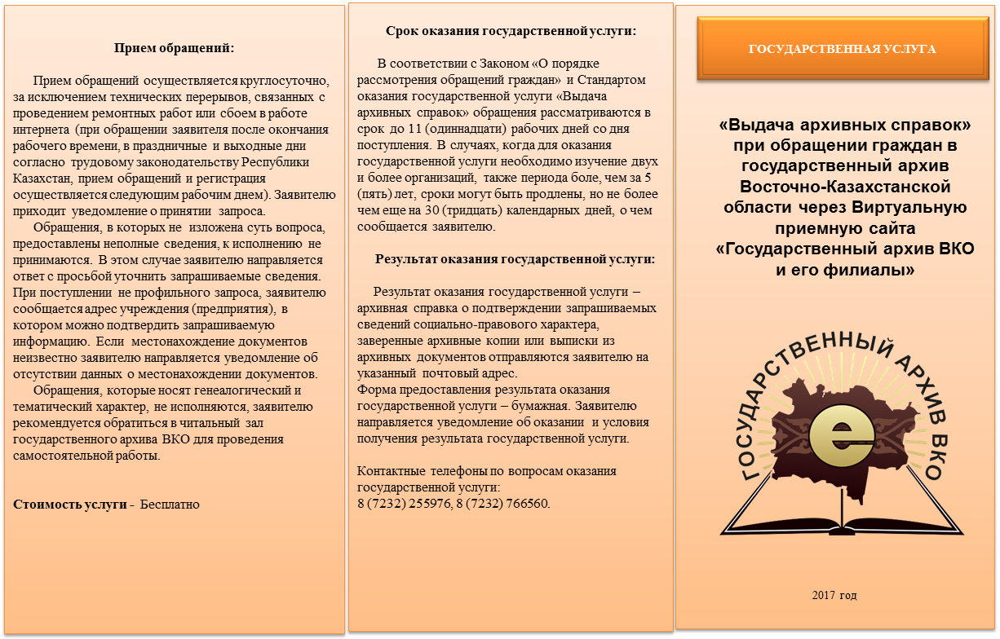 Прием обращений:
Прием обращений осуществляется круглосуточно,
за исключением технических перерывов, связанных с
проведением ремонтных работ или сбоем в работе
интернета (при обращении заявителя после окончания
рабочего времени, в праздничные и выходные дни
согласно трудовому законодательству Республики
Казахстан, прием обращений и регистрация
осуществляется следующим рабочим днем). Заявителю
приходит уведомление о принятии запроса.
Обращения, в которых не изложена суть вопроса,
предоставлены неполные сведения, к исполнению не
принимаются. В этом случае заявителю направляется
ответ с просьбой уточнить запрашиваемые сведения.
При поступлении не профильного запроса, заявителю
сообщается адрес учреждения (предприятия), в
котором можно подтвердить запрашиваемую
информацию. Если местонахождение документов
неизвестно заявителю направляется уведомление об
отсутствии данных о местонахождении документов.
Обращения, которые носят генеалогический и
тематический характер, не исполняются, заявителю
рекомендуется обратиться в читальный зал
государственного архива ВКО для проведения
самостоятельной работы.
Стоимость услуги - Бесплатно
Срок оказания государственной услуги:
В соответствии с Законом «О порядке
рассмотрения обращений граждан» и Стандартом
оказания государственной услуги «Выдача
архивных справок» обращения рассматриваются в
срок до 11 (одиннадцати) рабочих дней со дня
поступления. В случаях, когда для оказания
государственной услуги необходимо изучение двух
и более организаций, также периода боле, чем за 5
(пять) лет, сроки могут быть продлены, но не более
чем еще на 30 (тридцать) календарных дней, о чем
сообщается заявителю.
Результат оказания государственной услуги:
Результат оказания государственной услуги –
архивная справка о подтверждении запрашиваемых
сведений социально-правового характера,
заверенные архивные копии или выписки из
архивных документов отправляются заявителю на
указанный почтовый адрес.
Форма предоставления результата оказания
государственной услуги – бумажная. Заявителю
направляется уведомление об оказании и условия
получения результата государственной услуги.
Контактные телефоны по вопросам оказания
государственной услуги:
8 (7232) 255976, 8 (7232) 766560.
ГОСУДАРСТВЕННАЯ УСЛУГА
«Выдача архивных справок»
при обращении граждан в
государственный архив
Восточно-Казахстанской
области через Виртуальную
приемную сайта
«Государственный архив ВКО
и его филиалы»
ГОСУДАРСТВЕННЫЙ АРХИВ ВКО
е
2017 год